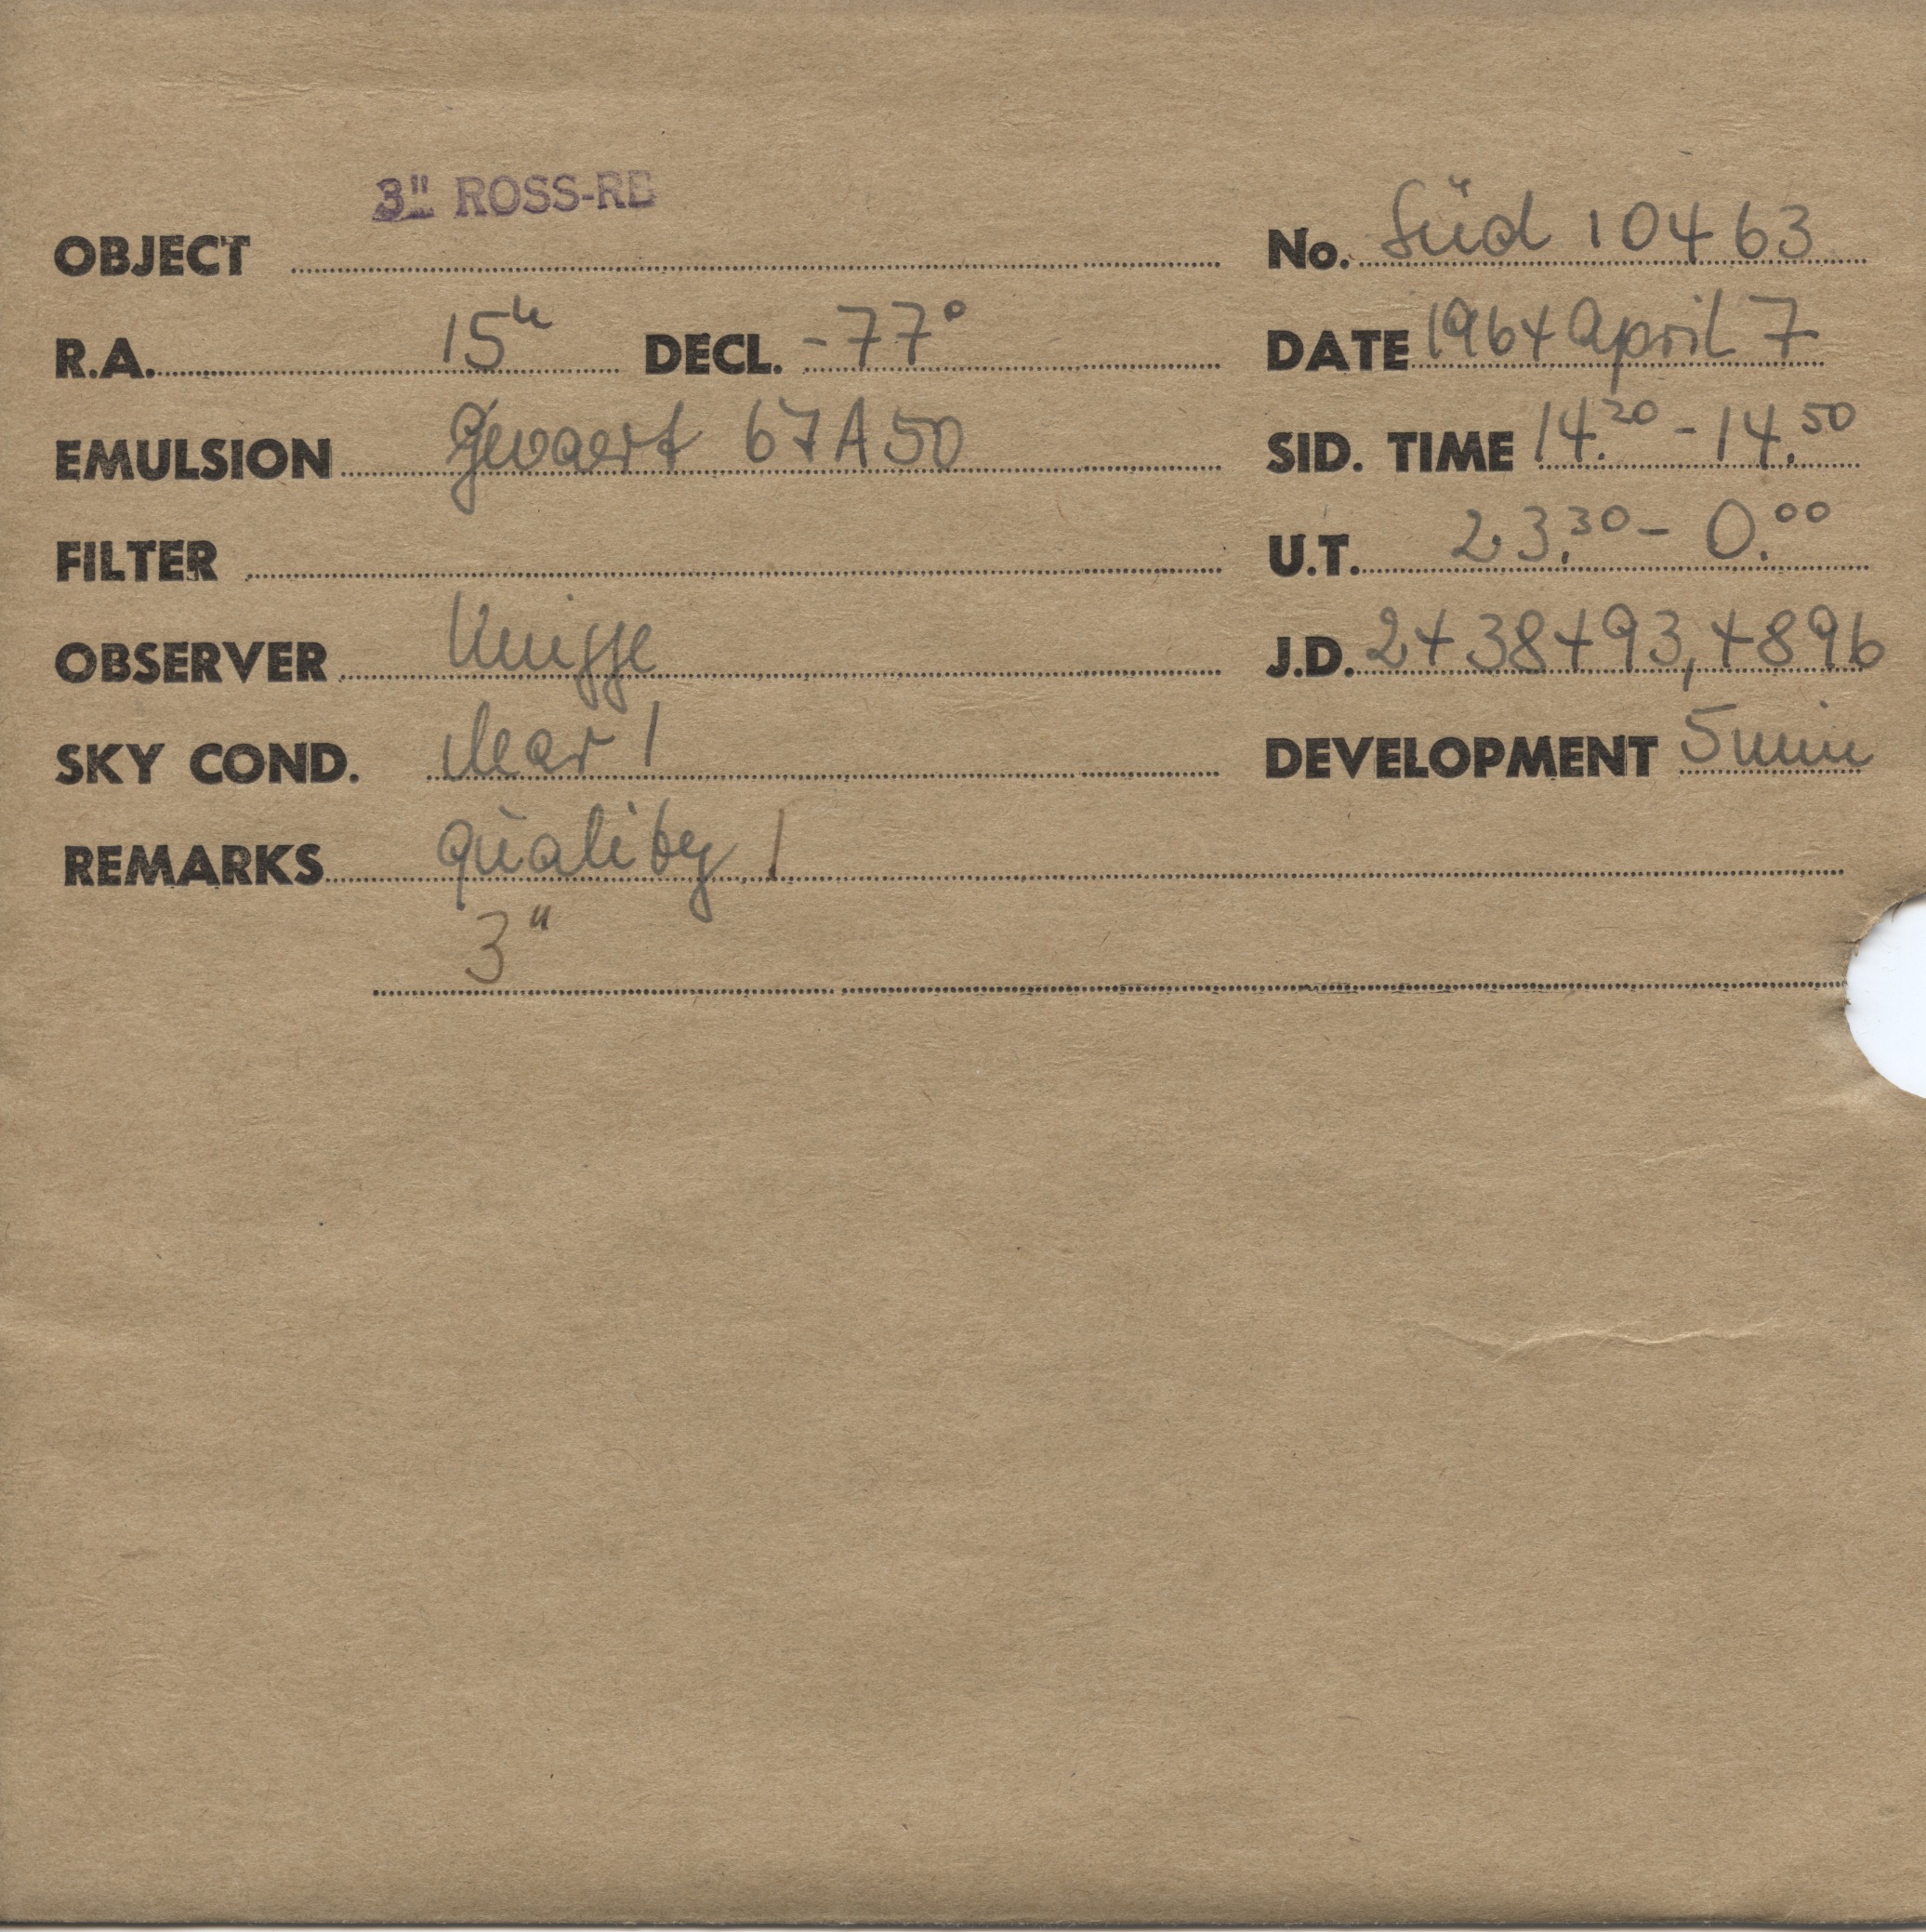 3" ROSS-RB
OBJECT No. Süd 10463
R.A. 15h DECL. -77° DATE 1964 April 7
EMULSION Gevaert 67A50 SID. TIME 14.20 - 14.50
FILTER U.T. 23.30 - 0.00
OBSERVER Knigge J.D. 2438493,4896
SKY COND. clear 1 DEVELOPMENT 5 min
REMARKS quality 1
3"